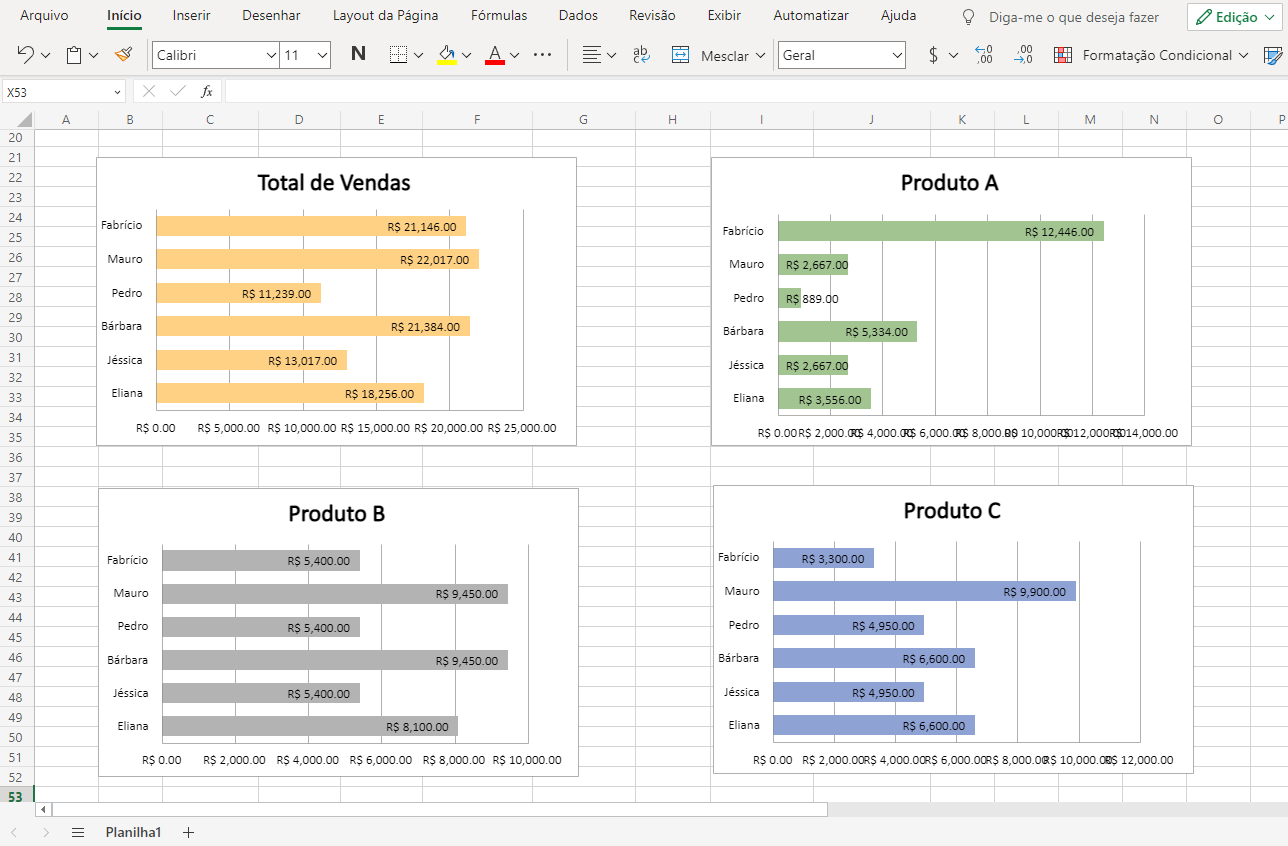 Arquivo Início Inserir Desenhar Layout da Página Fórmulas Dados Revisão Exibir Automatizar Ajuda Diga-me o que deseja fazer Edição
Calibri 11 N A ab Mesclar Geral $ ,00 ,00 Formatação Condicional
X53 fx
A B C D E F G H I J K L M N O P
20
21
22
23
24
25
26
27
28
29
30
31
32
33
34
35
36
37
38
39
40
41
42
43
44
45
46
47
48
49
50
51
52
53
Total de Vendas
Fabrício R$ 21,146.00
Mauro R$ 22,017.00
Pedro R$ 11,239.00
Bárbara R$ 21,384.00
Jéssica R$ 13,017.00
Eliana R$ 18,256.00
R$ 0.00 R$ 5,000.00 R$ 10,000.00 R$ 15,000.00 R$ 20,000.00 R$ 25,000.00
Produto A
Fabrício R$ 12,446.00
Mauro R$ 2,667.00
Pedro R$ 889.00
Bárbara R$ 5,334.00
Jéssica R$ 2,667.00
Eliana R$ 3,556.00
R$ 0.00 R$ 2,000.00 R$ 4,000.00 R$ 6,000.00 R$ 8,000.00 R$ 10,000.00 R$ 12,000.00 R$ 14,000.00
Produto B
Fabrício R$ 5,400.00
Mauro R$ 9,450.00
Pedro R$ 5,400.00
Bárbara R$ 9,450.00
Jéssica R$ 5,400.00
Eliana R$ 8,100.00
R$ 0.00 R$ 2,000.00 R$ 4,000.00 R$ 6,000.00 R$ 8,000.00 R$ 10,000.00
Produto C
Fabrício R$ 3,300.00
Mauro R$ 9,900.00
Pedro R$ 4,950.00
Bárbara R$ 6,600.00
Jéssica R$ 4,950.00
Eliana R$ 6,600.00
R$ 0.00 R$ 2,000.00 R$ 4,000.00 R$ 6,000.00 R$ 8,000.00 R$ 10,000.00 R$ 12,000.00
Planilha1